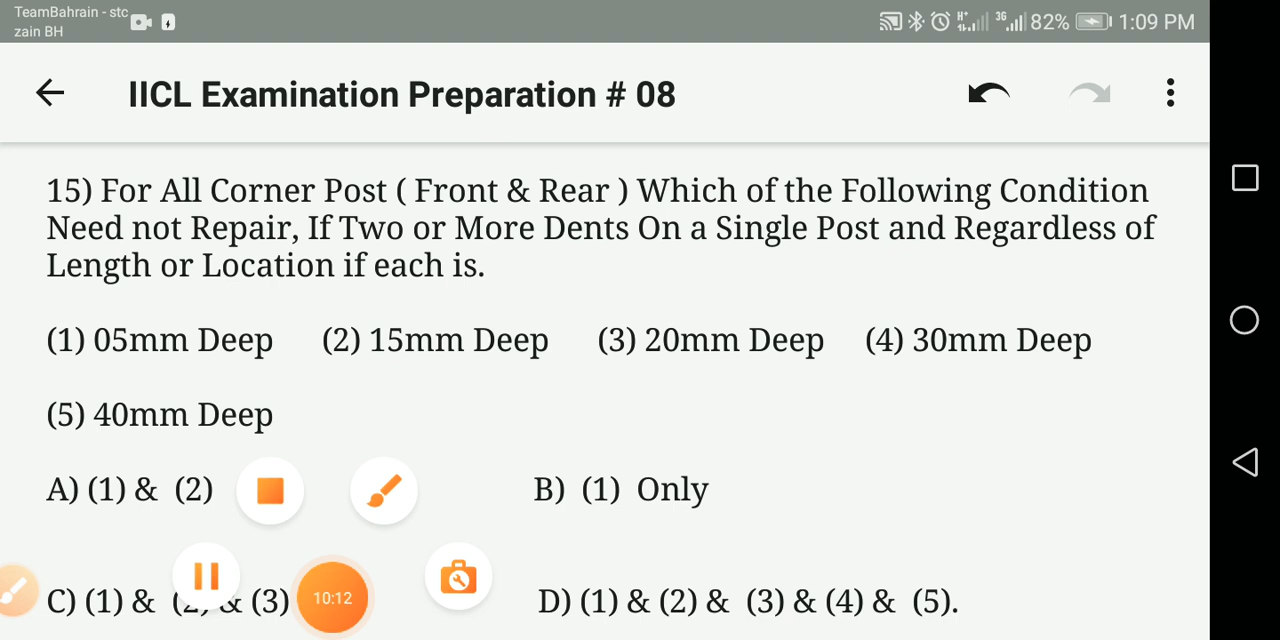 TeamBahrain - stc
zain BH
H+
3G
82%
1:09 PM
IICL Examination Preparation # 08
15) For All Corner Post ( Front & Rear ) Which of the Following Condition
Need not Repair, If Two or More Dents On a Single Post and Regardless of
Length or Location if each is.
(1) 05mm Deep (2) 15mm Deep (3) 20mm Deep (4) 30mm Deep
(5) 40mm Deep
A) (1) & (2)
B) (1) Only
C) (1) & (2) & (3)
10:12
D) (1) & (2) & (3) & (4) & (5).